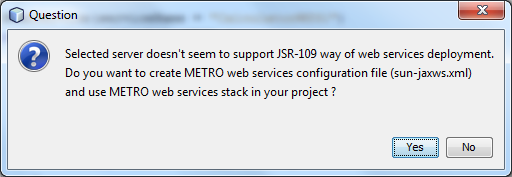 Question
Selected server doesn't seem to support JSR-109 way of web services deployment.
Do you want to create METRO web services configuration file (sun-jaxws.xml)
and use METRO web services stack in your project ?
Yes
No